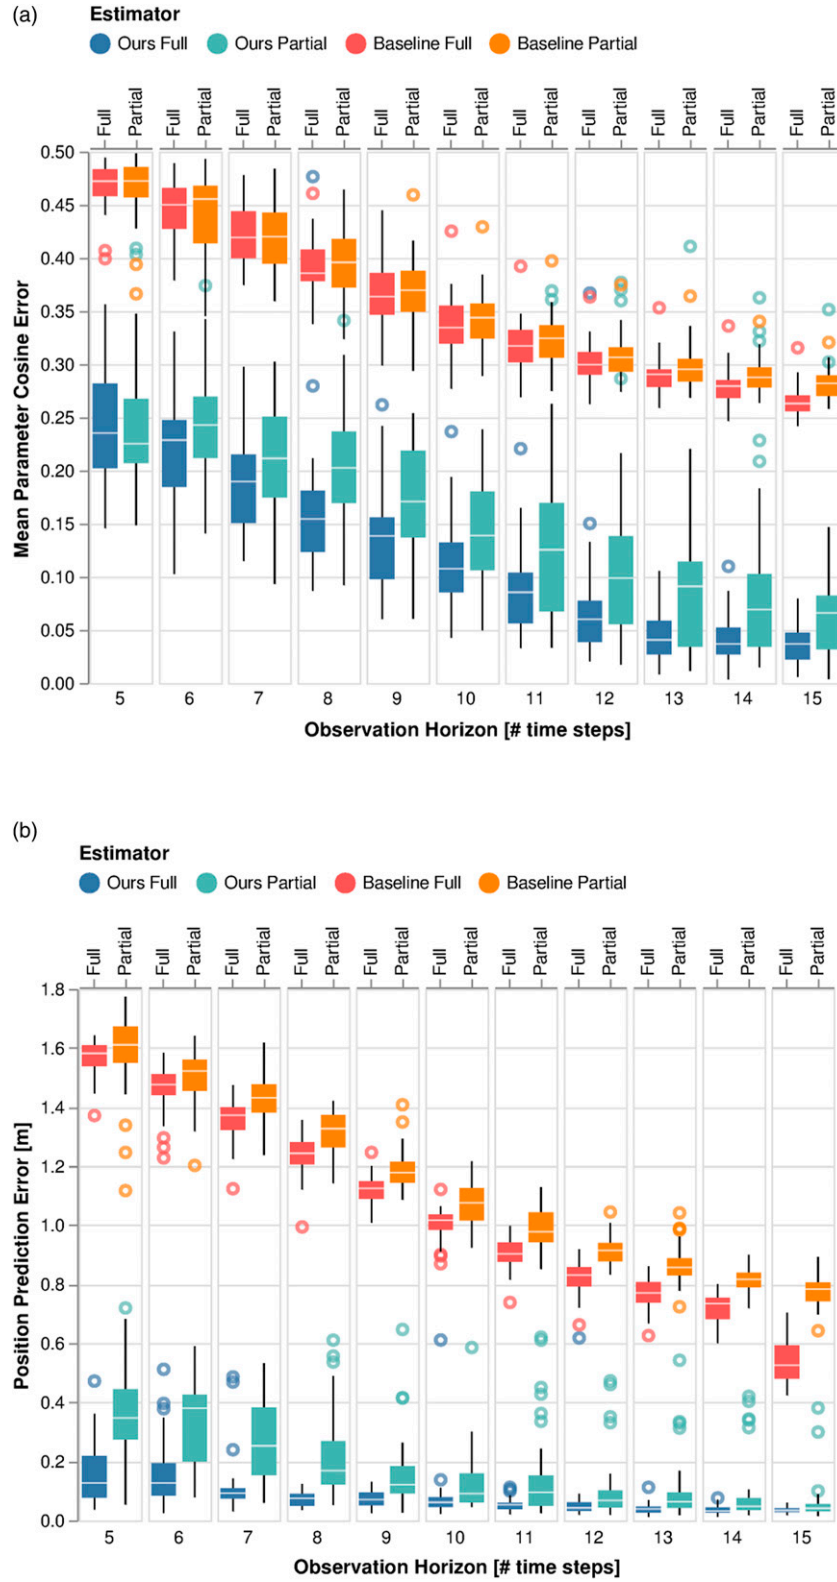 (a)
Estimator
Ours Full Ours Partial Baseline Full Baseline Partial
Full Partial Full Partial Full Partial Full Partial Full Partial Full Partial Full Partial Full Partial Full Partial Full Partial Full Partial
0.50
0.45
0.40
0.35
0.30
0.25
0.20
0.15
0.10
0.05
0.00
Mean Parameter Cosine Error
5 6 7 8 9 10 11 12 13 14 15
Observation Horizon [# time steps]
(b)
Estimator
Ours Full Ours Partial Baseline Full Baseline Partial
Full Partial Full Partial Full Partial Full Partial Full Partial Full Partial Full Partial Full Partial Full Partial Full Partial Full Partial
1.8
1.6
1.4
1.2
1.0
0.8
0.6
0.4
0.2
0.0
Position Prediction Error [m]
5 6 7 8 9 10 11 12 13 14 15
Observation Horizon [# time steps]